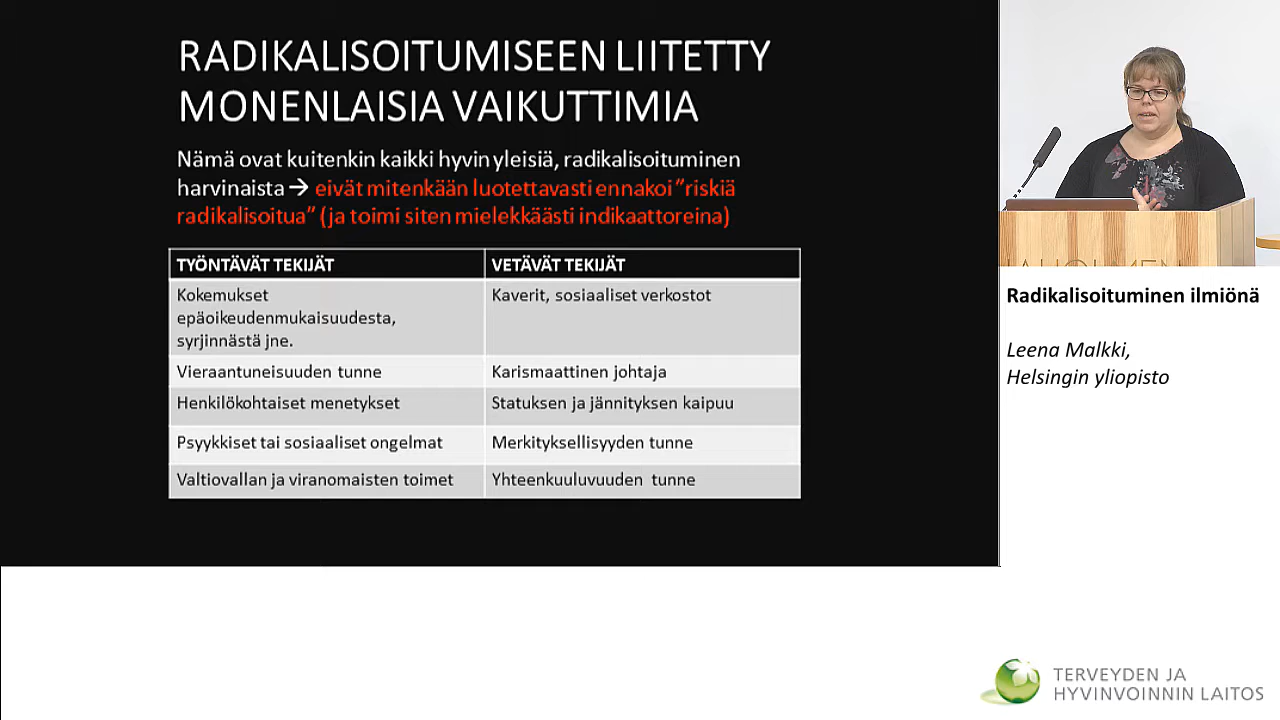 RADIKALISOITUMISEEN LIITETTY
MONENLAISIA VAIKUTTIMIA
Nämä ovat kuitenkin kaikki hyvin yleisiä, radikalisoituminen
harvinaista → eivät mitenkään luotettavasti ennakoi ”riskiä
radikalisoitua” (ja toimi siten mielekkäästi indikaattoreina)
TYÖNTÄVÄT TEKIJÄT
VETÄVÄT TEKIJÄT
Kokemukset
epäoikeudenmukaisuudesta,
syrjinnästä jne.
Kaverit, sosiaaliset verkostot
Vieraantuneisuuden tunne
Karismaattinen johtaja
Henkilökohtaiset menetykset
Statuksen ja jännityksen kaipuu
Psyykkiset tai sosiaaliset ongelmat
Merkityksellisyyden tunne
Valtiovallan ja viranomaisten toimet
Yhteenkuuluvuuden tunne
Radikalisoituminen ilmiönä
Leena Malkki,
Helsingin yliopisto
TERVEYDEN JA
HYVINVOINNIN LAITOS